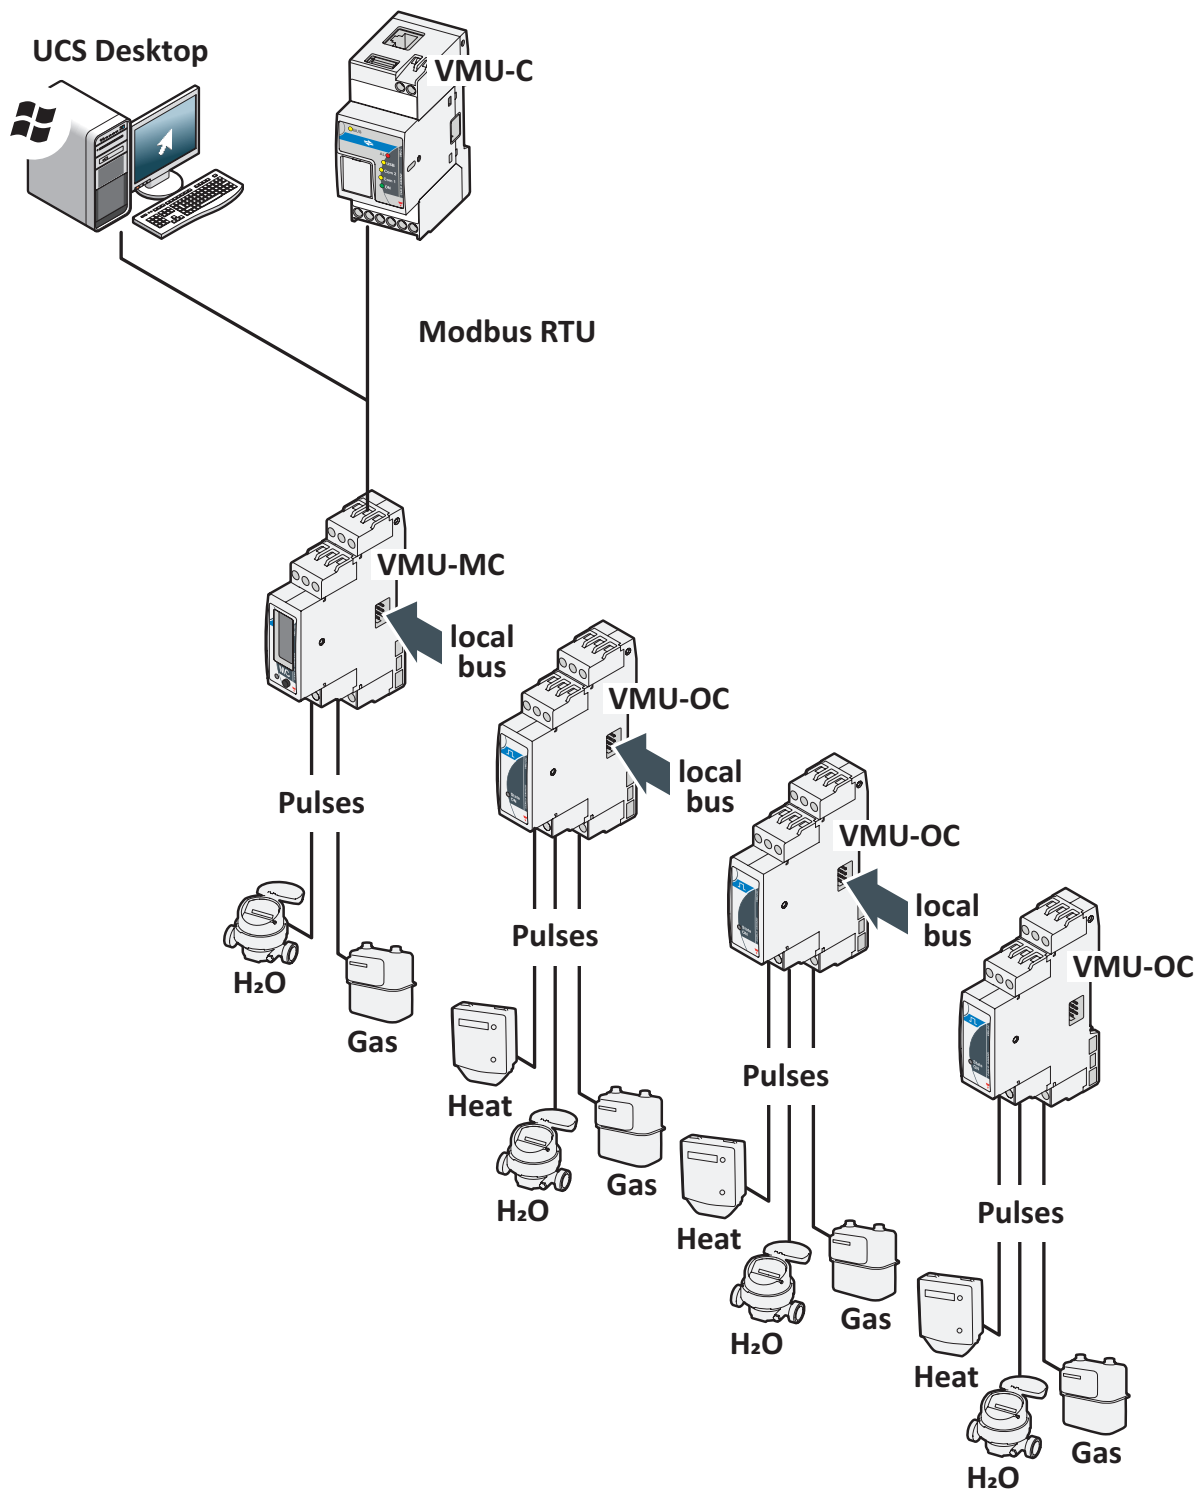 UCS Desktop
VMU-C
Modbus RTU
VMU-MC
local
bus
VMU-OC
local
bus
Pulses
VMU-OC
local
bus
Pulses
VMU-OC
H₂O
Gas
Pulses
Heat
H₂O
Gas
Pulses
Heat
H₂O
Gas
Heat
H₂O
Gas